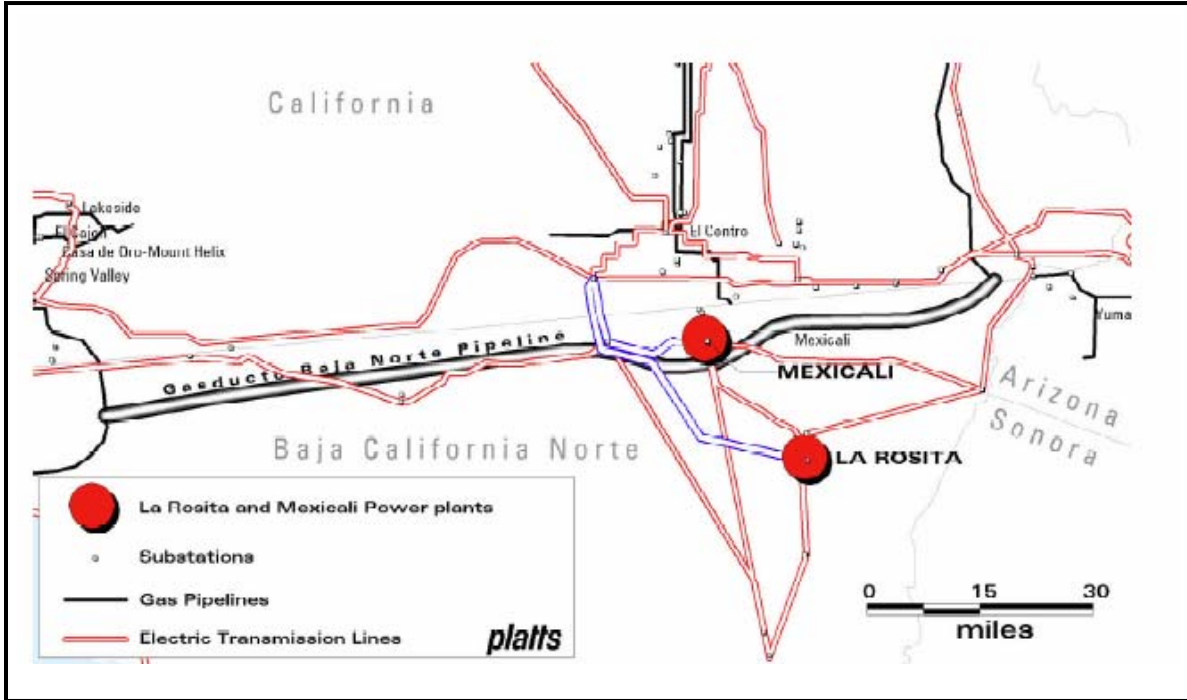 California
Lakeside
El Cajon
Casa de Oro-Mount Helix
Spring Valley
El Centro
Gasducto Baja Norte Pipeline
Mexicali
Yuma
MEXICALI
Arizona
Sonora
Baja California Norte
LA ROSITA
La Rosita and Mexicali Power plants
Substations
Gas Pipelines
Electric Transmission Lines
platts
0 15 30
miles